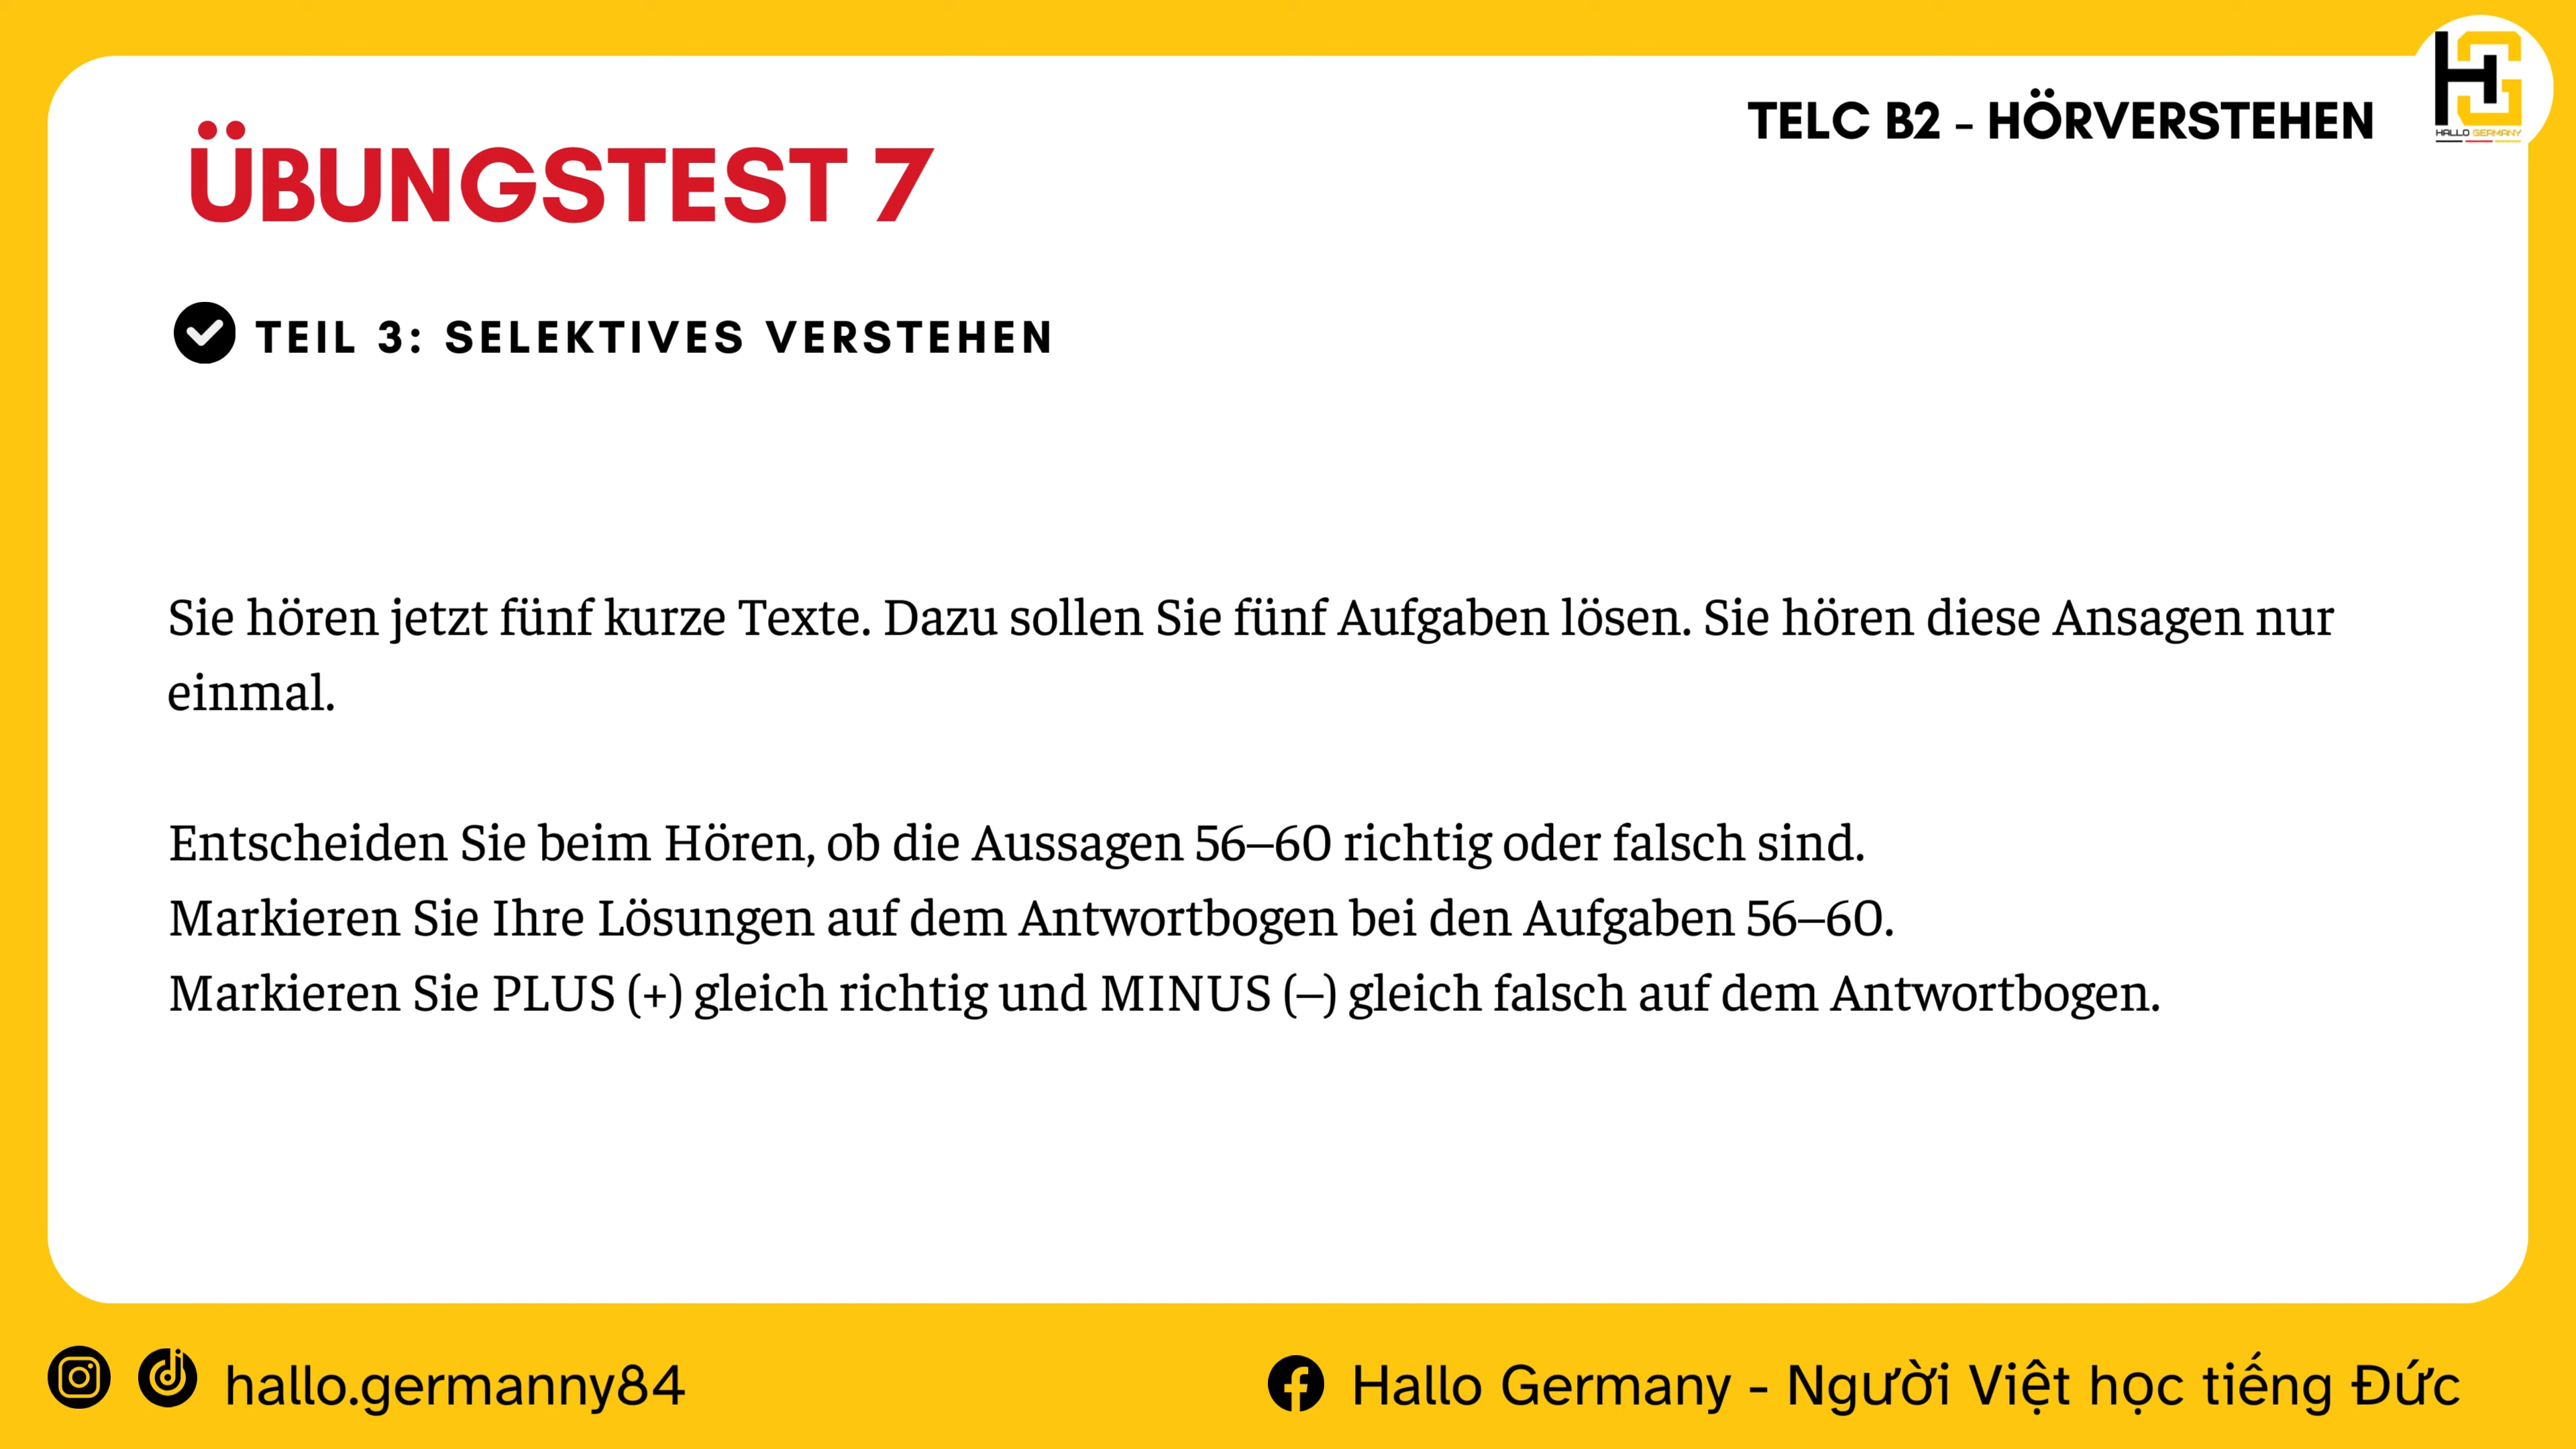 TELC B2 – HÖRVERSTEHEN
HALLO GERMANY
ÜBUNGSTEST 7
TEIL 3: SELEKTIVES VERSTEHEN
Sie hören jetzt fünf kurze Texte. Dazu sollen Sie fünf Aufgaben lösen. Sie hören diese Ansagen nur
einmal.
Entscheiden Sie beim Hören, ob die Aussagen 56–60 richtig oder falsch sind.
Markieren Sie Ihre Lösungen auf dem Antwortbogen bei den Aufgaben 56–60.
Markieren Sie PLUS (+) gleich richtig und MINUS (–) gleich falsch auf dem Antwortbogen.
hallo.germanny84
Hallo Germany - Người Việt học tiếng Đức